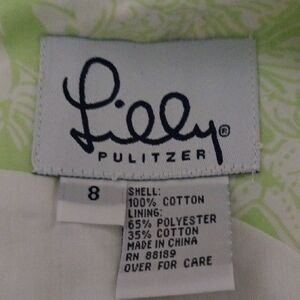 Lilly®
PULITZER
8
SHELL:
100% COTTON
LINING:
65% POLYESTER
35% COTTON
MADE IN CHINA
RN 88189
OVER FOR CARE